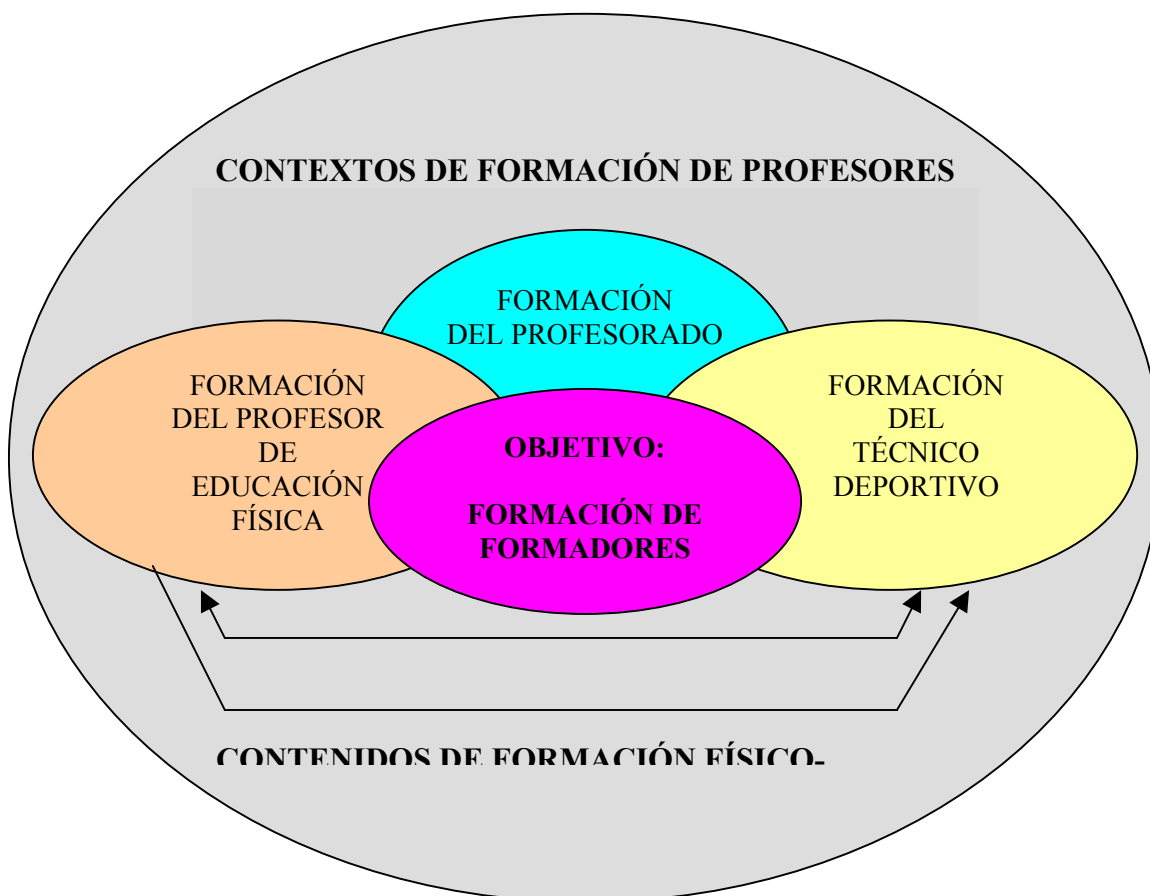 CONTEXTOS DE FORMACIÓN DE PROFESORES
FORMACIÓN
DEL PROFESORADO
FORMACIÓN
DEL PROFESOR
DE
EDUCACIÓN
FÍSICA
OBJETIVO:
FORMACIÓN DE
FORMADORES
FORMACIÓN
DEL
TÉCNICO
DEPORTIVO
CONTENIDOS DE FORMACIÓN FÍSICO-